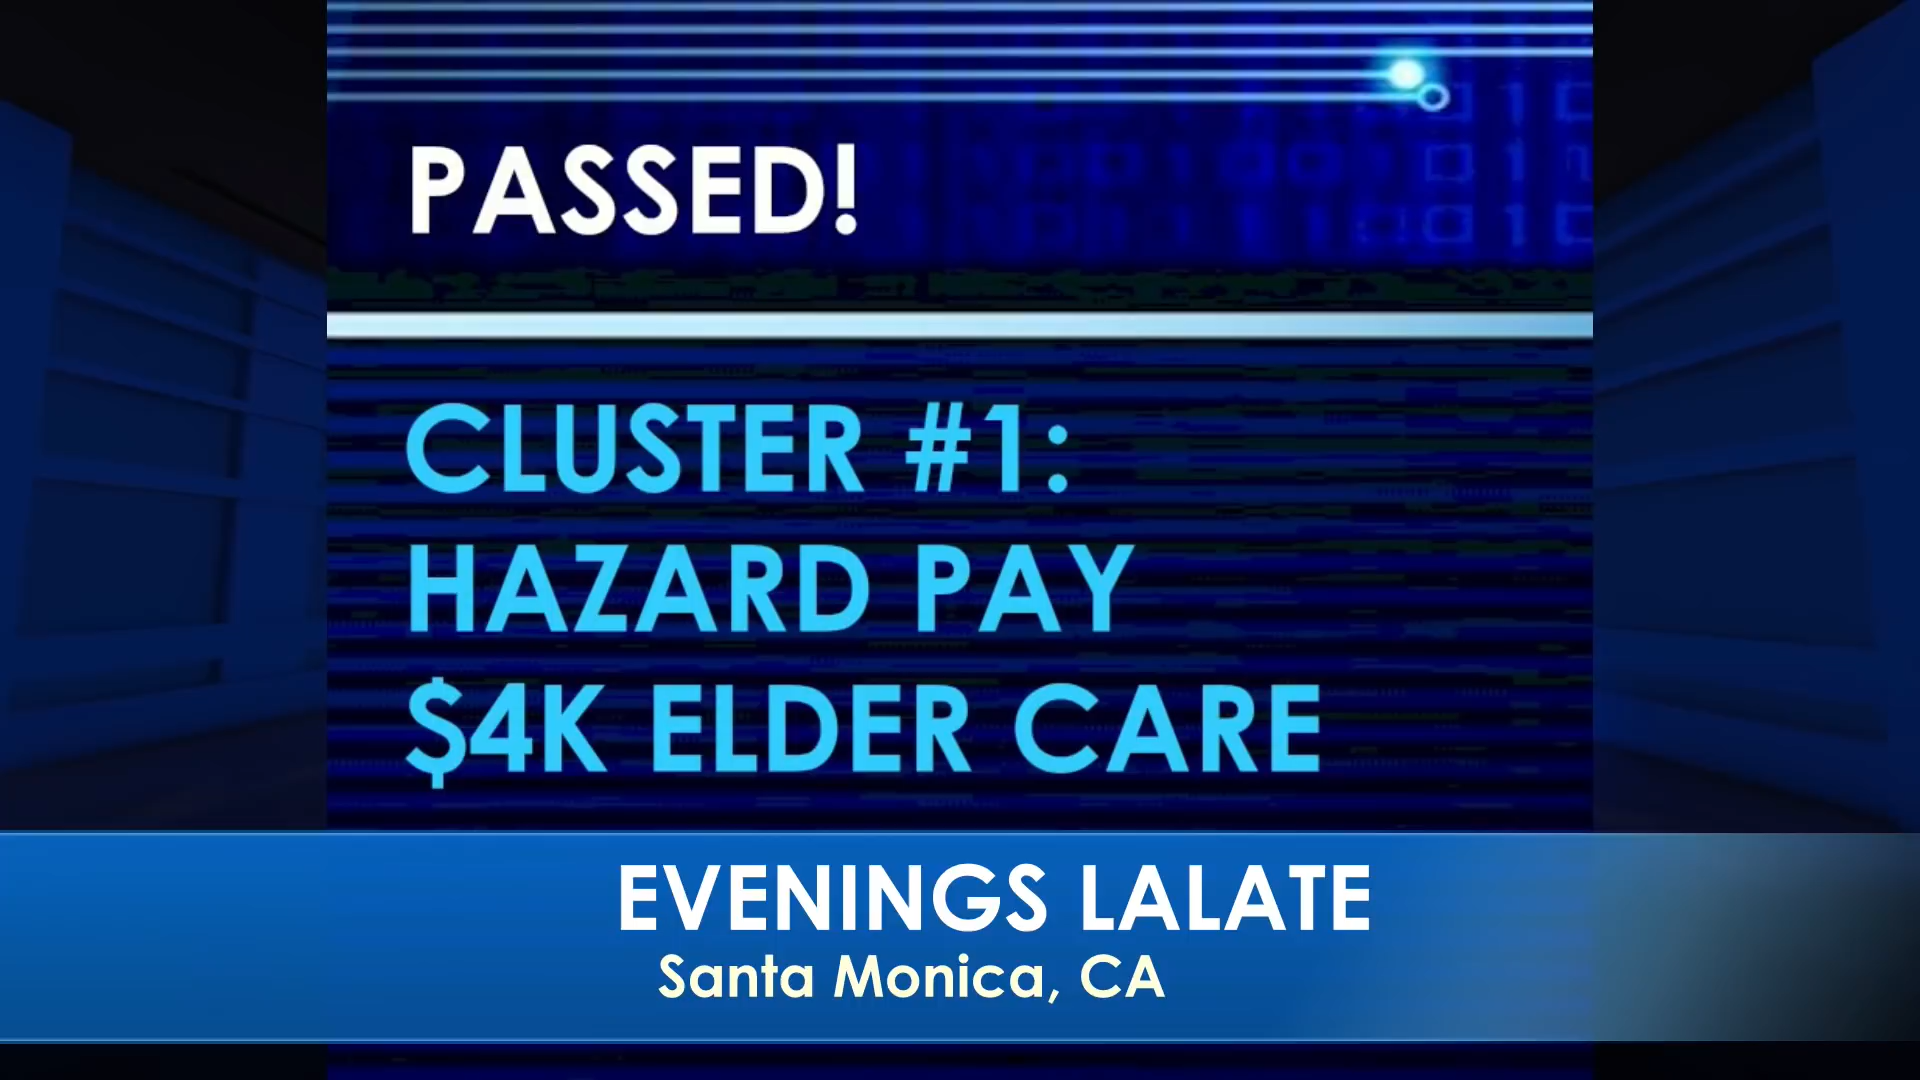 PASSED!
CLUSTER #1:
HAZARD PAY
$4K ELDER CARE
EVENINGS LALATE
Santa Monica, CA